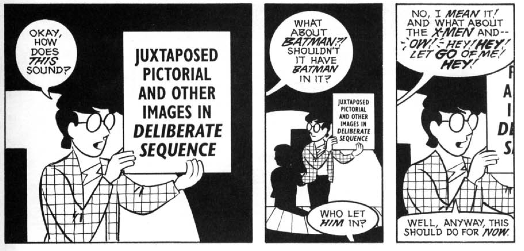 OKAY,
HOW
DOES
THIS
SOUND?
JUXTAPOSED
PICTORIAL
AND OTHER
IMAGES IN
DELIBERATE
SEQUENCE
WHAT
ABOUT
BATMAN?!
SHOULDN'T
IT HAVE
BATMAN
IN IT?
JUXTAPOSED
PICTORIAL
AND OTHER
IMAGES IN
DELIBERATE
SEQUENCE
WHO LET
HIM IN?
NO, I MEAN IT!
AND WHAT ABOUT
THE X-MEN AND--
-OW!- HEY! HEY!
LET GO OF ME!
HEY!
P
A
I
DE
S
WELL, ANYWAY, THIS
SHOULD DO FOR NOW.